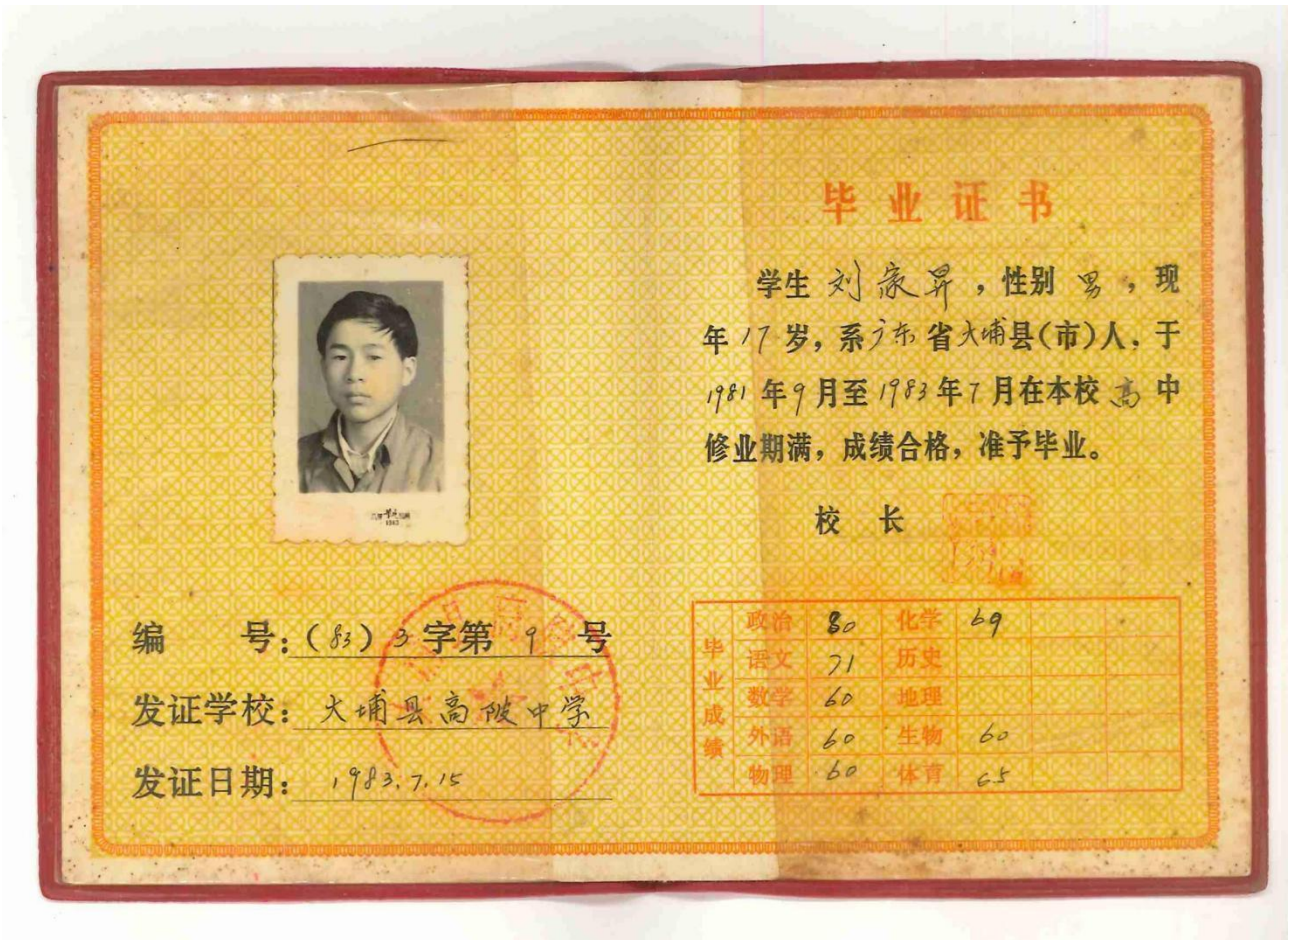 1983
编 号:(83)3字第9号
发证学校:大埔县高陂中学
发证日期:1983.7.15
毕业证书
学生刘家昇,性别男,现
年17岁,系广东省大埔县(市)人,于
1981年9月至1983年7月在本校高中
修业期满,成绩合格,准予毕业。
校长
毕业成绩
政治 80 化学 69
语文 71 历史
数学 60 地理
外语 60 生物 60
物理 60 体育 65